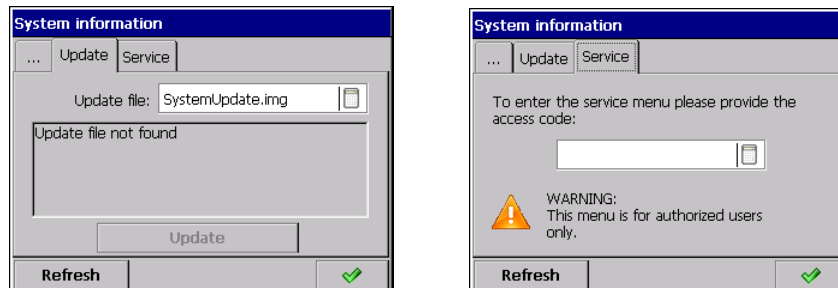 System information
... Update Service
Update file: SystemUpdate.img
Update file not found
Update
Refresh
System information
... Update Service
To enter the service menu please provide the
access code:
WARNING:
This menu is for authorized users
only.
Refresh